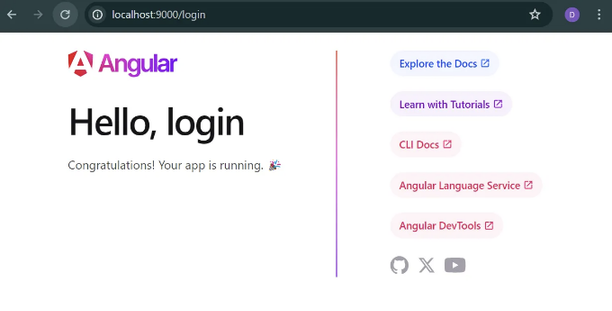 localhost:9000/login
D
Angular
Hello, login
Congratulations! Your app is running. 🎉
Explore the Docs
Learn with Tutorials
CLI Docs
Angular Language Service
Angular DevTools